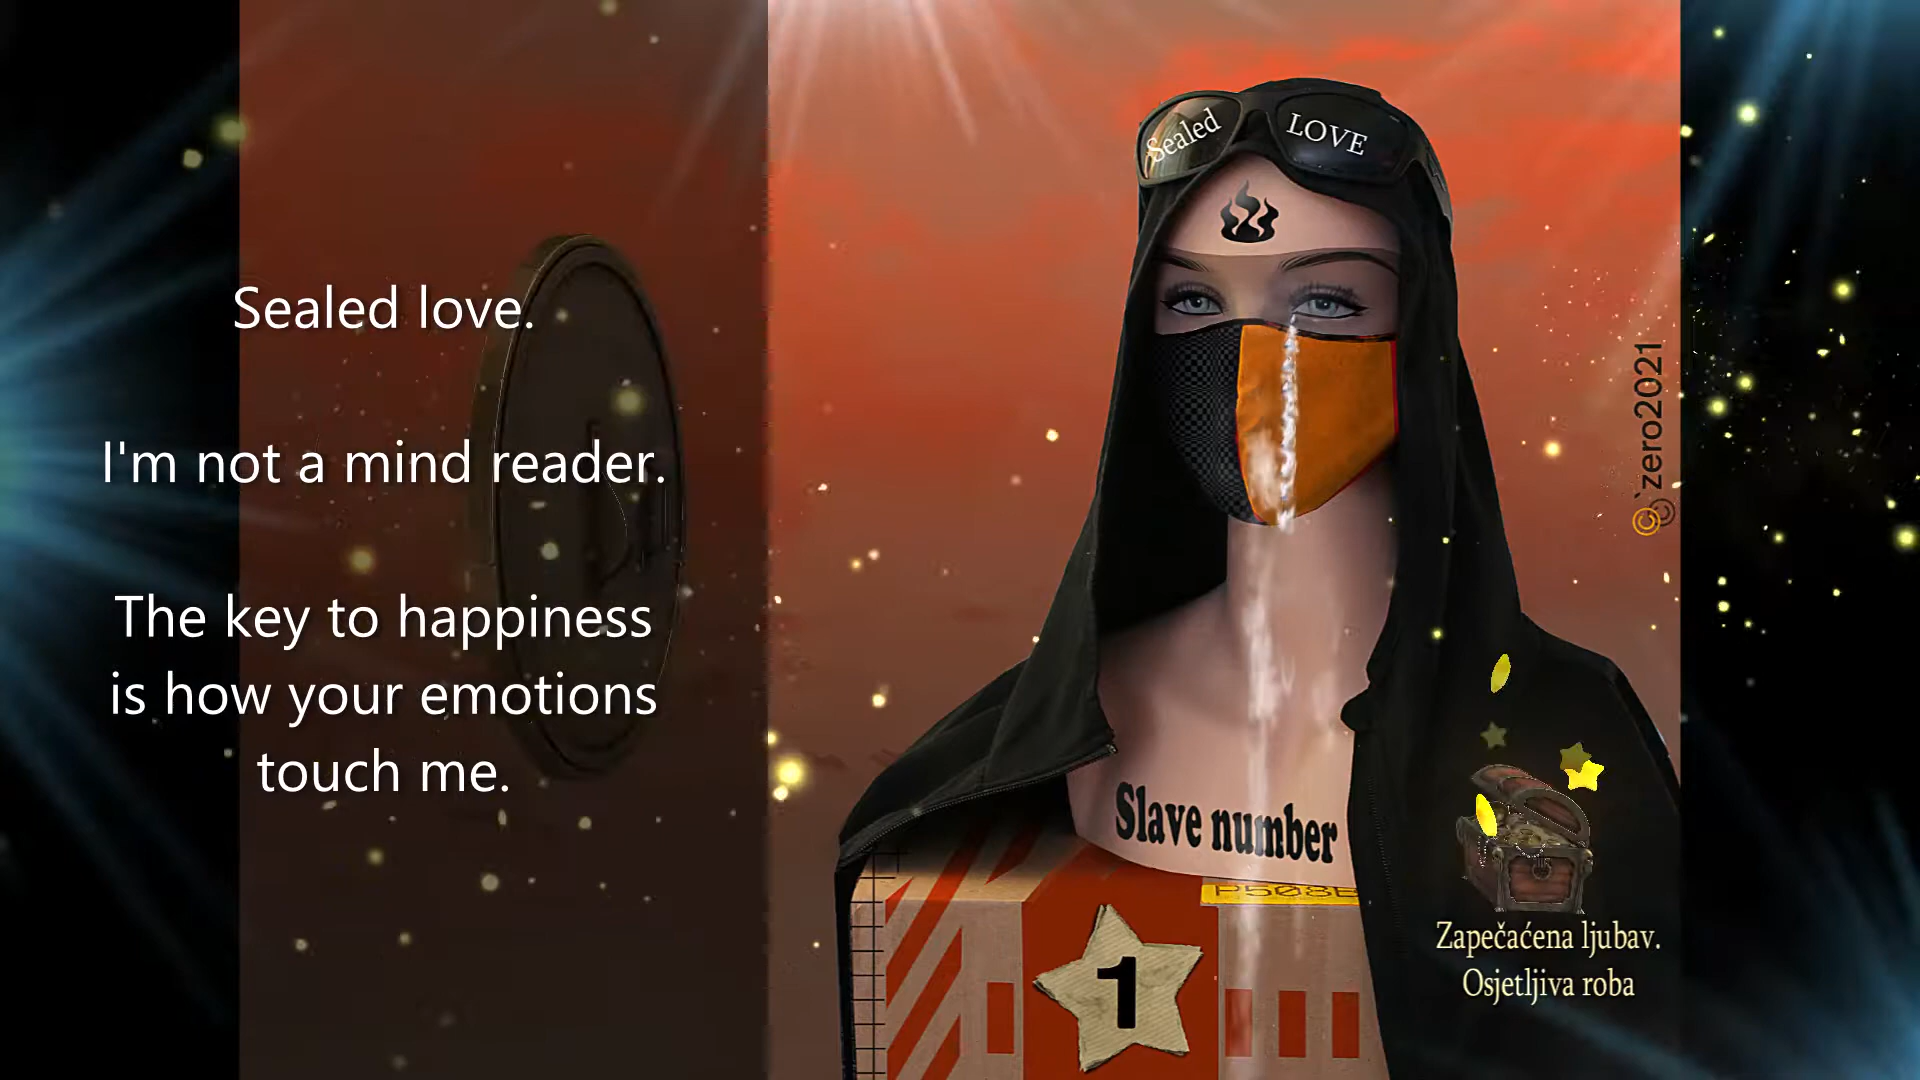 Sealed love.
I'm not a mind reader.
The key to happiness
is how your emotions
touch me.
Sealed LOVE
©`zero2021
Slave number
1
Zapečaćena ljubav.
Osjetljiva roba